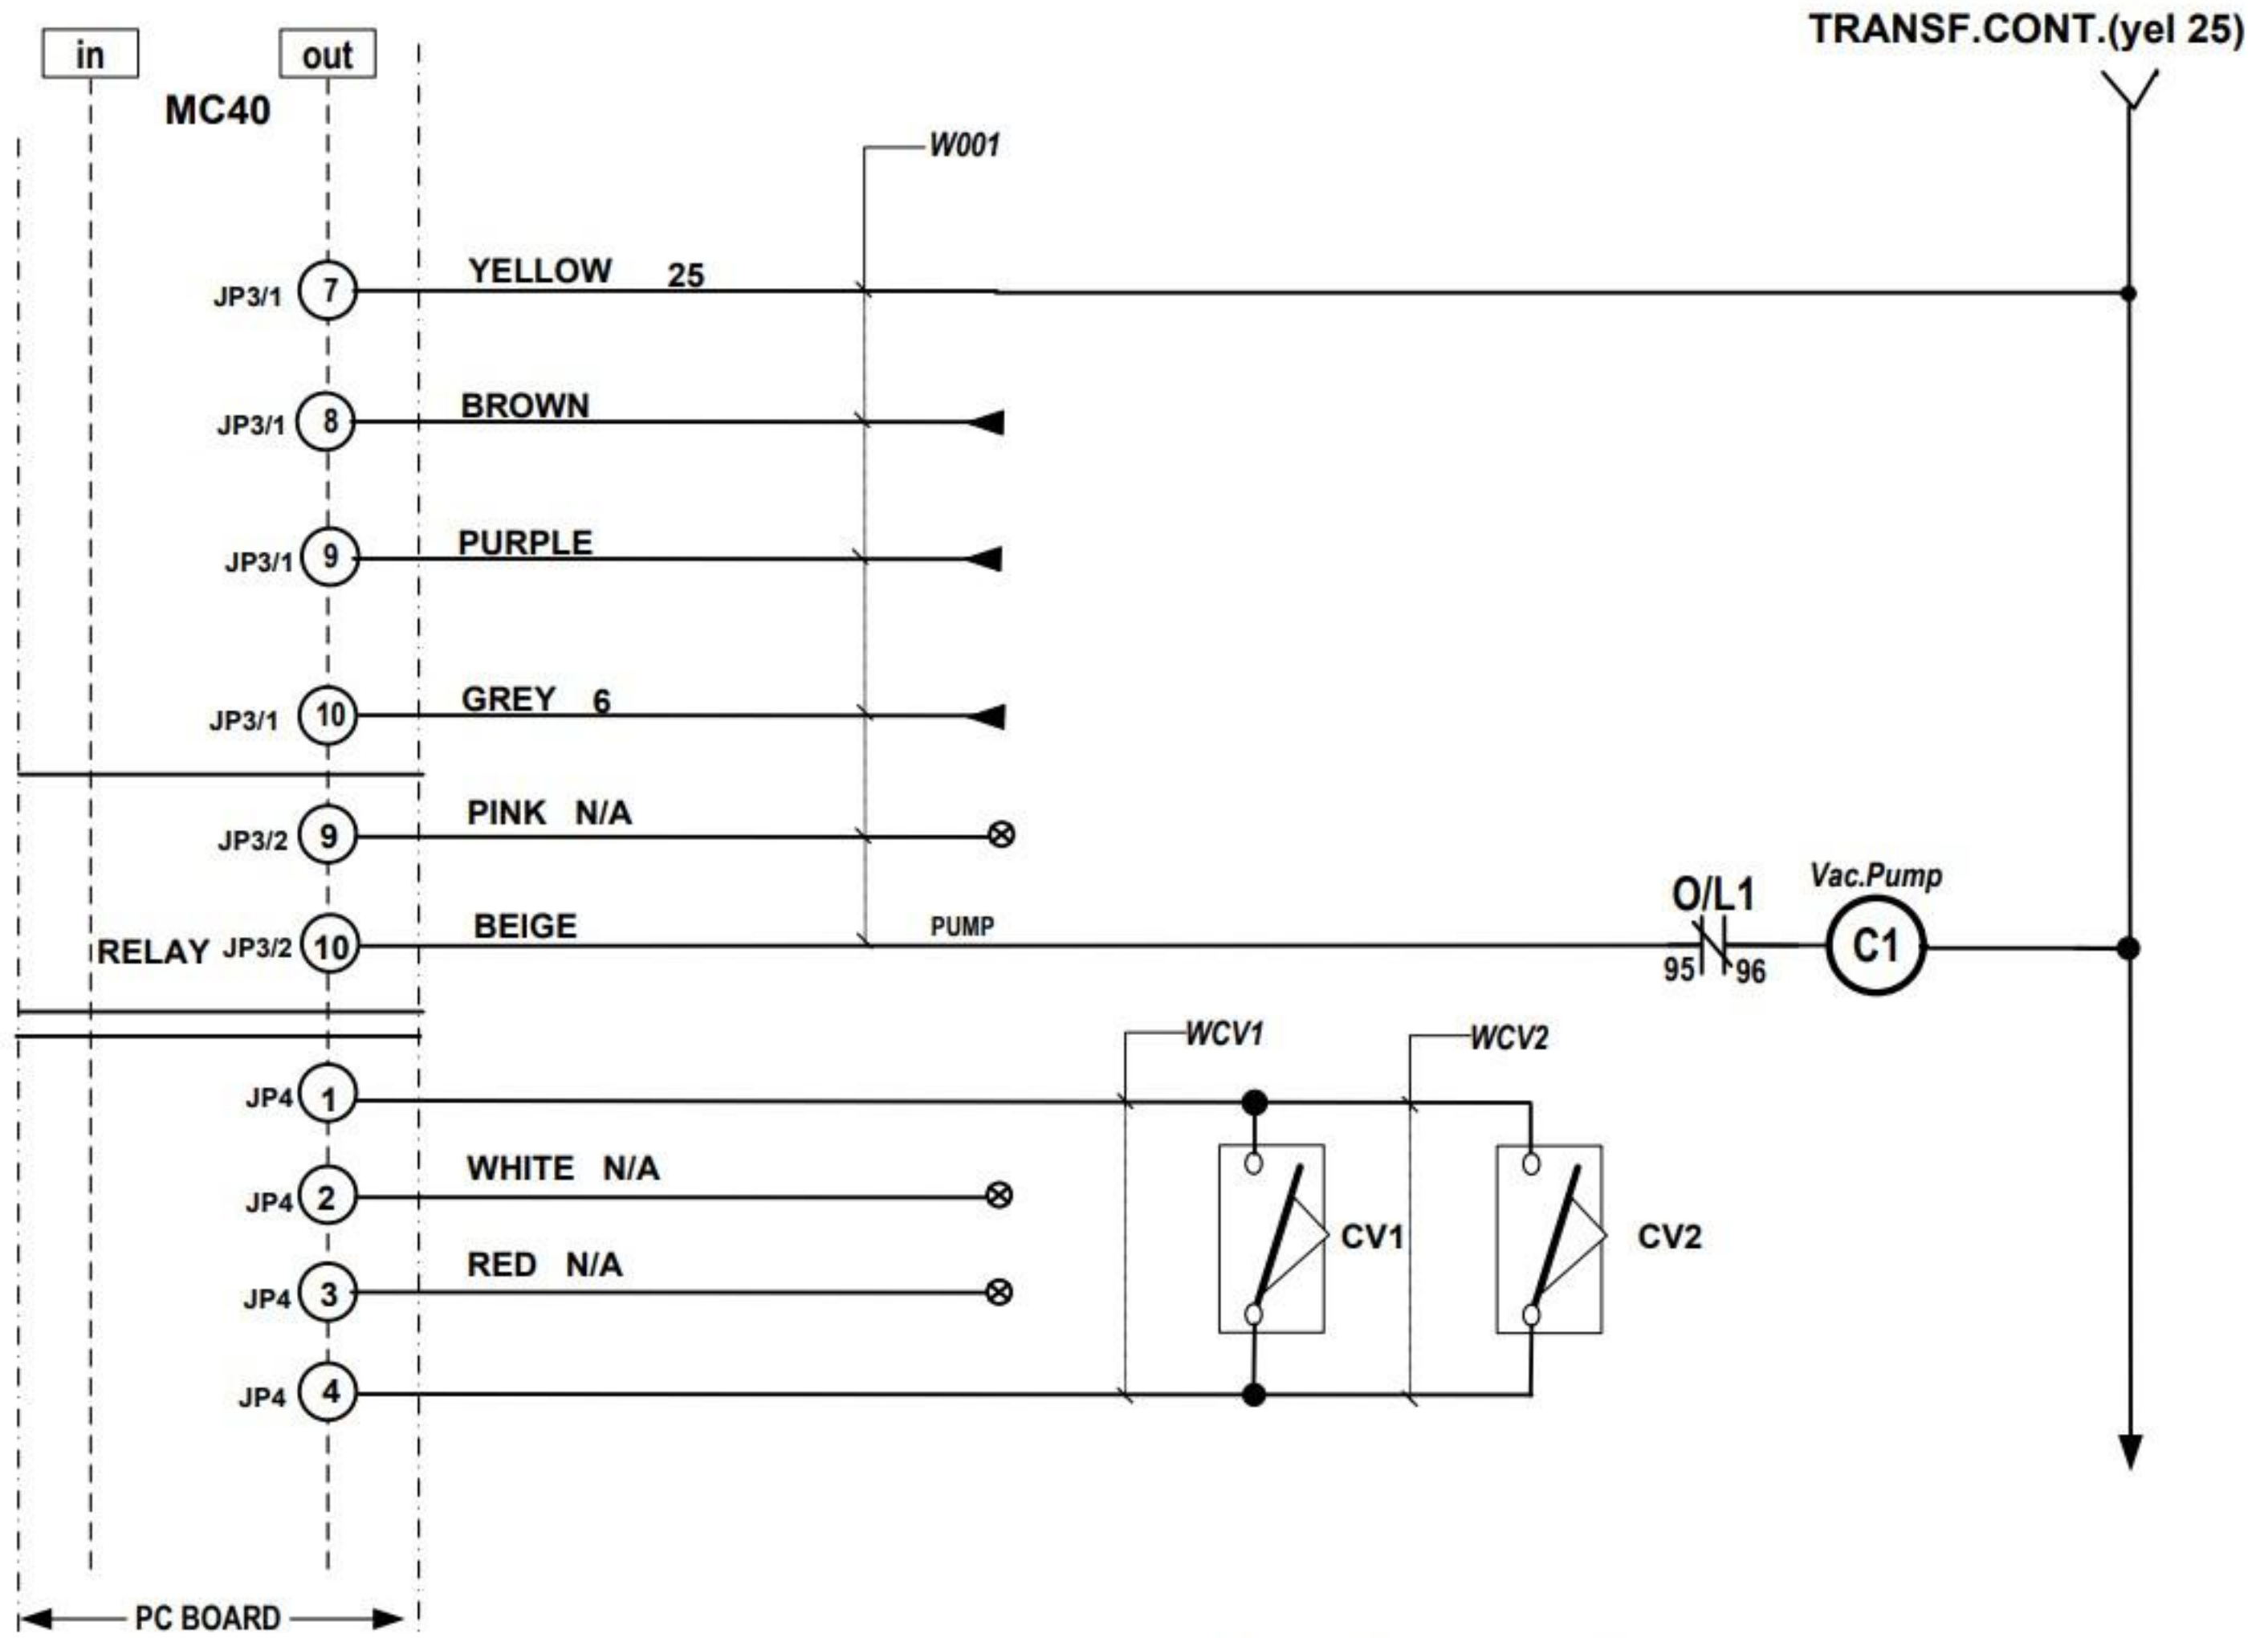 TRANSF.CONT.(yel 25)
in
out
MC40
W001
YELLOW 25
JP3/1 7
BROWN
JP3/1 8
PURPLE
JP3/1 9
GREY 6
JP3/1 10
PINK N/A
JP3/2 9
Vac.Pump
O/L1
BEIGE
PUMP
RELAY JP3/2 10
C1
95
96
WCV1
WCV2
JP4 1
WHITE N/A
JP4 2
CV1
CV2
RED N/A
JP4 3
JP4 4
PC BOARD